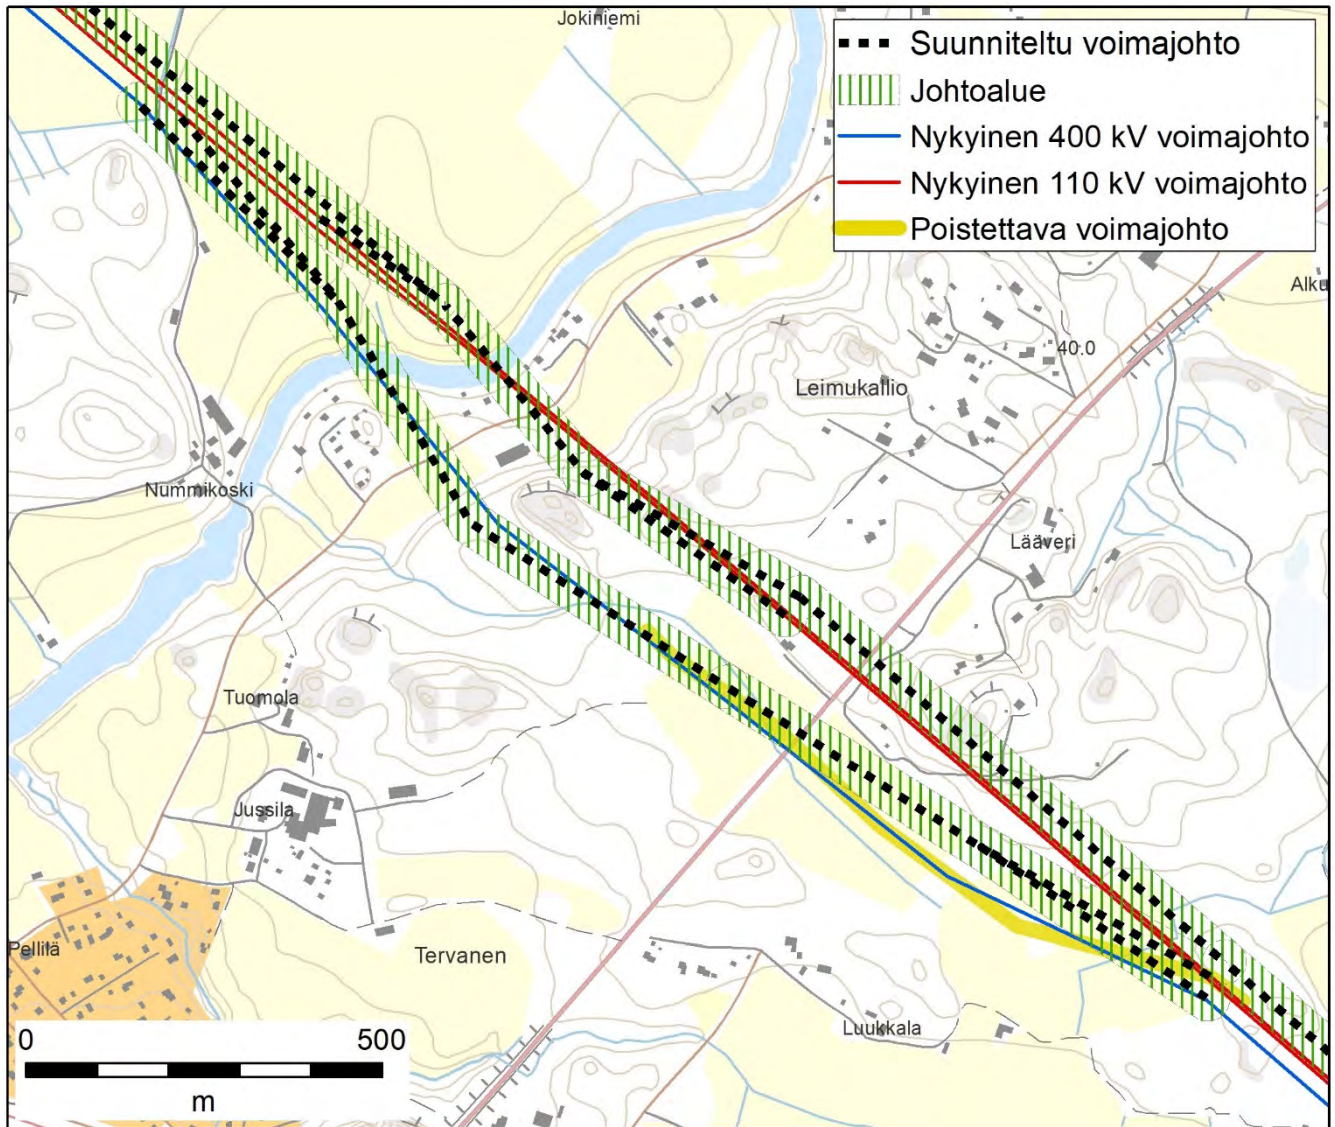 Jokiniemi
Suunniteltu voimajohto
Johtoalue
Nykyinen 400 kV voimajohto
Nykyinen 110 kV voimajohto
Poistettava voimajohto
Alku
40.0
Leimukallio
Nummikoski
Lääveri
Tuomola
Jussila
Pellilä
Tervanen
Luukkala
0 500
m